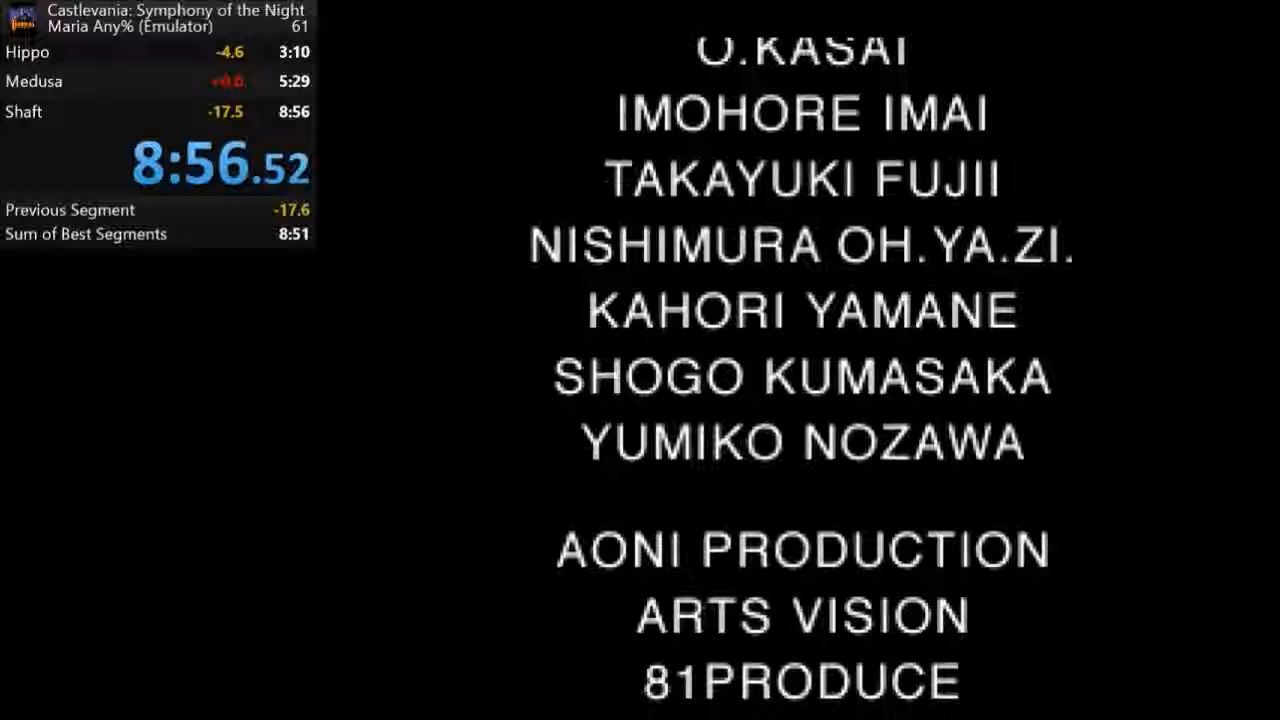 Castlevania: Symphony of the Night
Maria Any% (Emulator) 61
Hippo -4.6 3:10
Medusa +0.0 5:29
Shaft -17.5 8:56
8:56.52
Previous Segment -17.6
Sum of Best Segments 8:51
O.KASAI
IMOHORE IMAI
TAKAYUKI FUJII
NISHIMURA OH.YA.ZI.
KAHORI YAMANE
SHOGO KUMASAKA
YUMIKO NOZAWA
AONI PRODUCTION
ARTS VISION
81PRODUCE